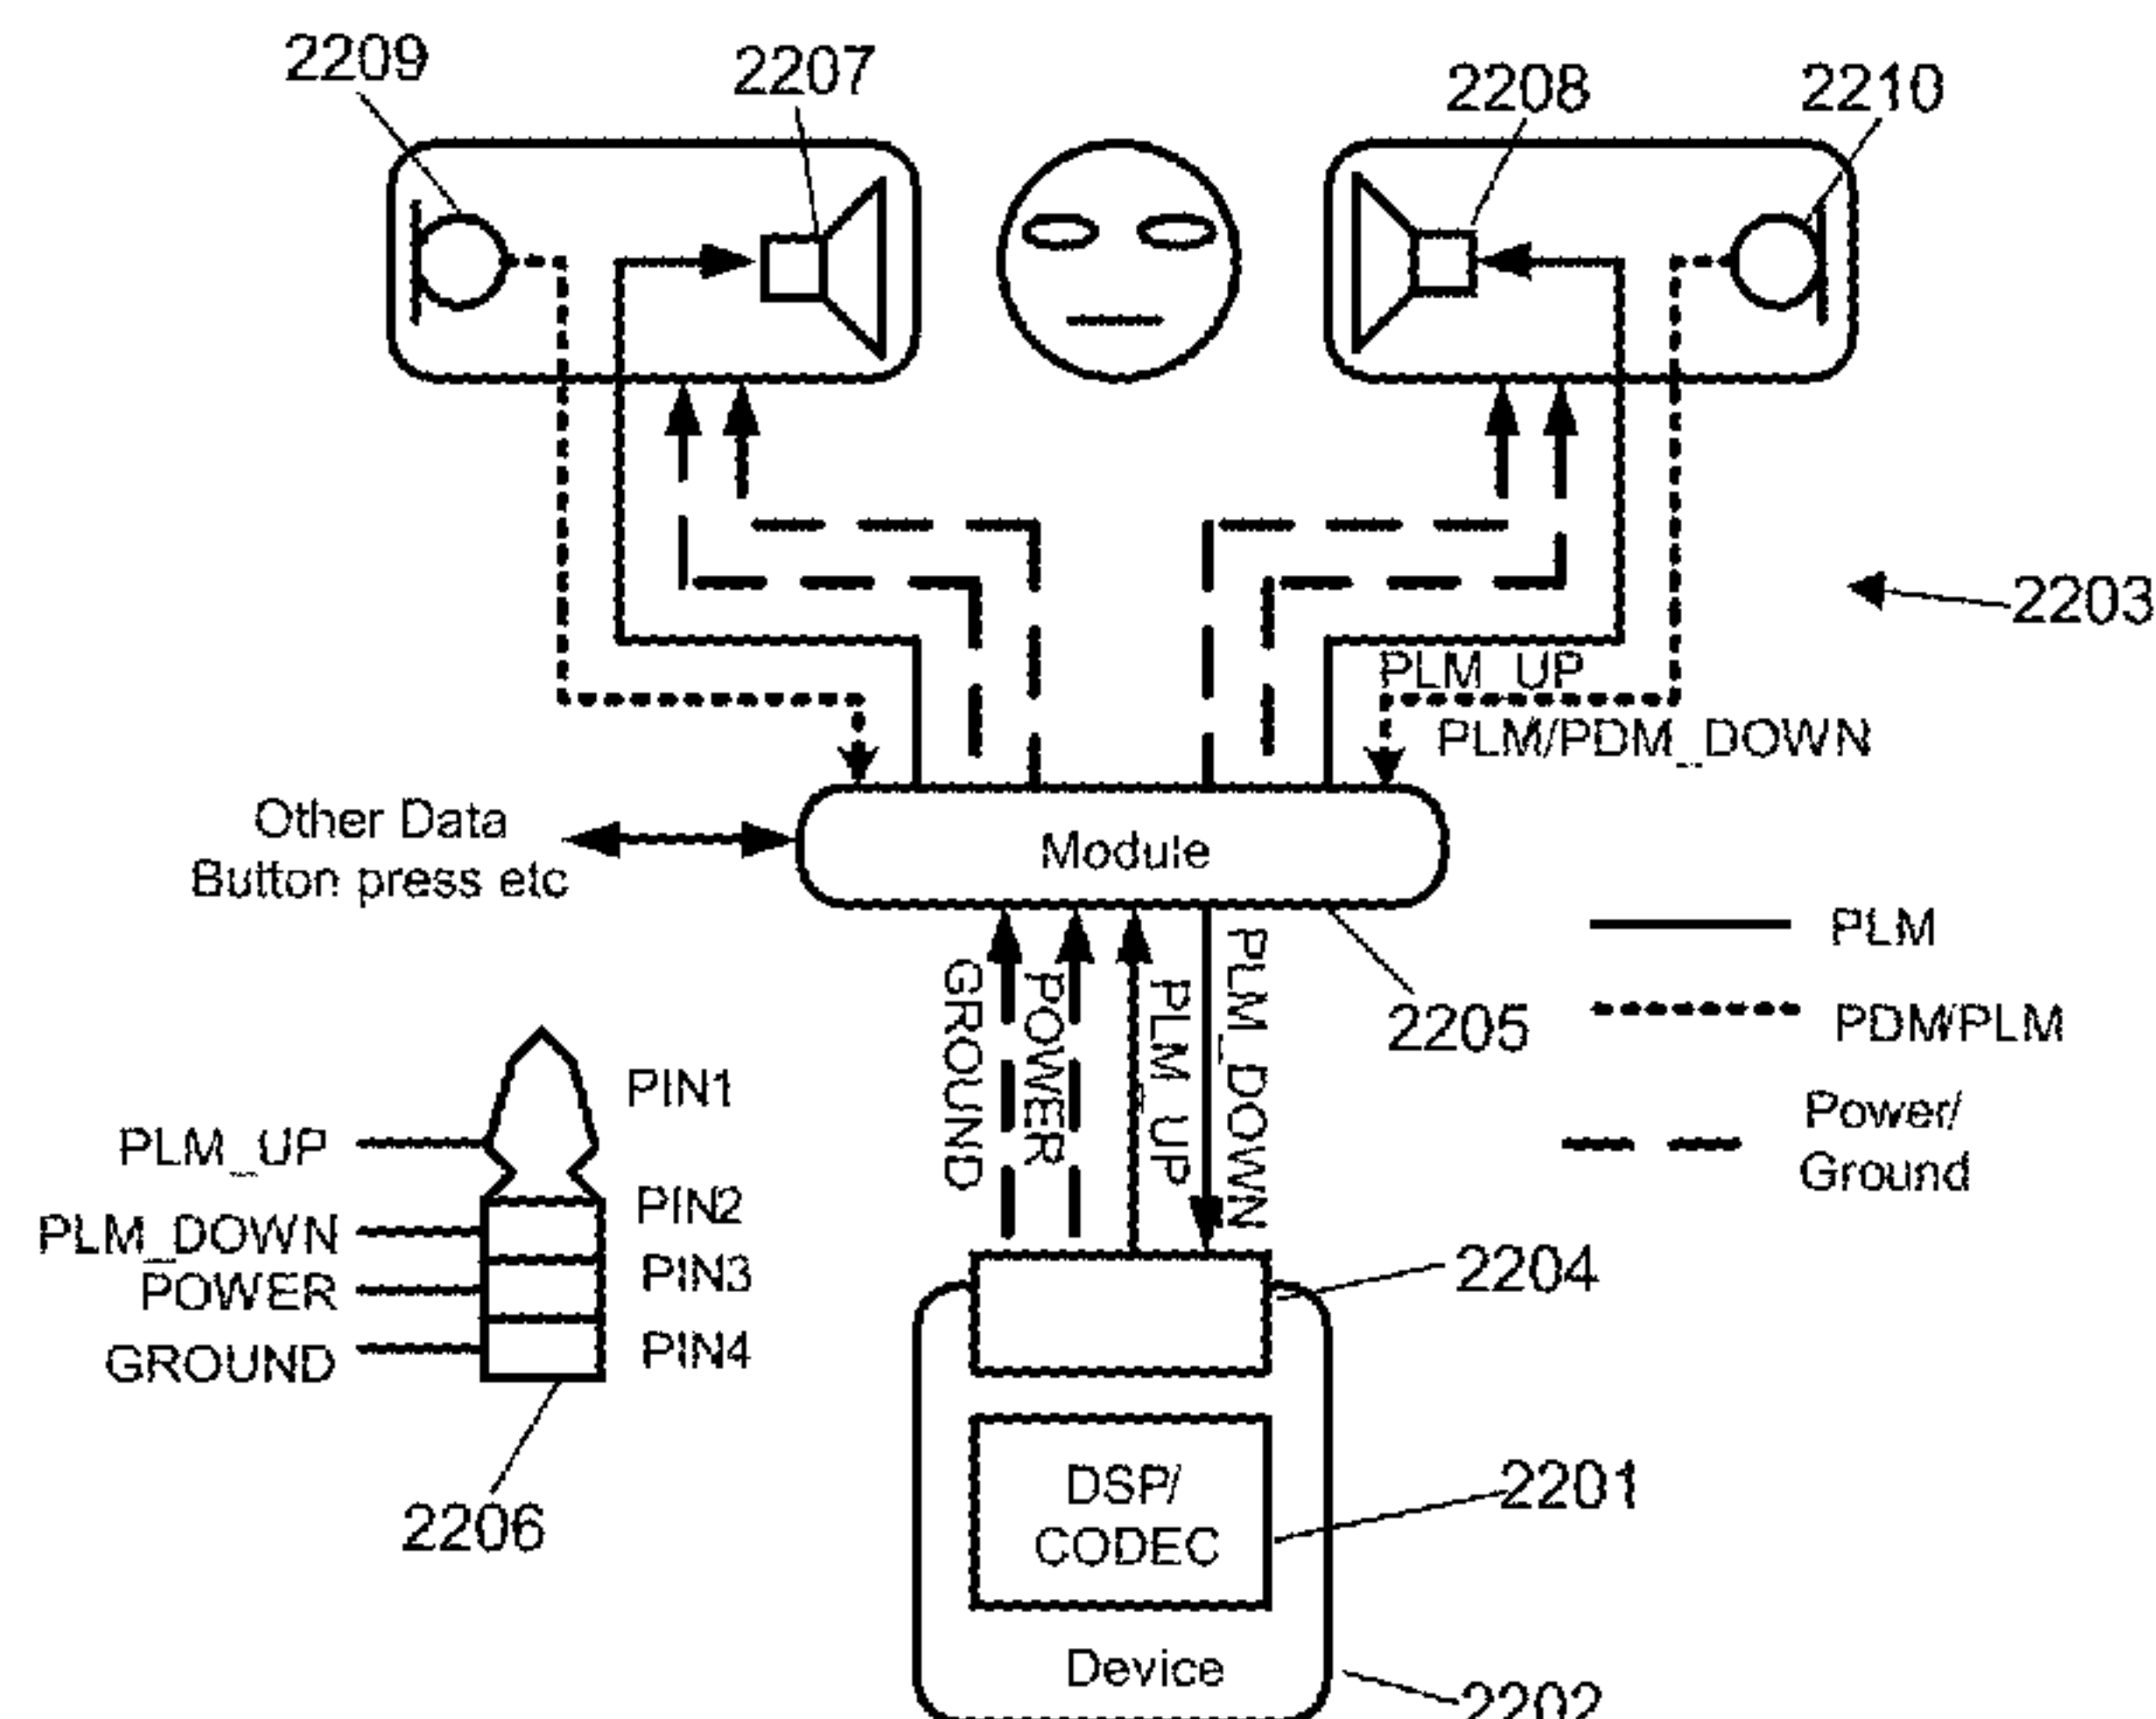 2209
2207
2208
2210
2203
PLM_UP
PLM/PDM_DOWN
Other Data
Button press etc
Module
GROUND
POWER
PLM_UP
PLM_DOWN
2205
PLM
PDM/PLM
Power/
Ground
PIN1
PLM_UP
PIN2
PLM_DOWN
PIN3
POWER
PIN4
GROUND
2206
2204
DSP/
CODEC
2201
Device
2202